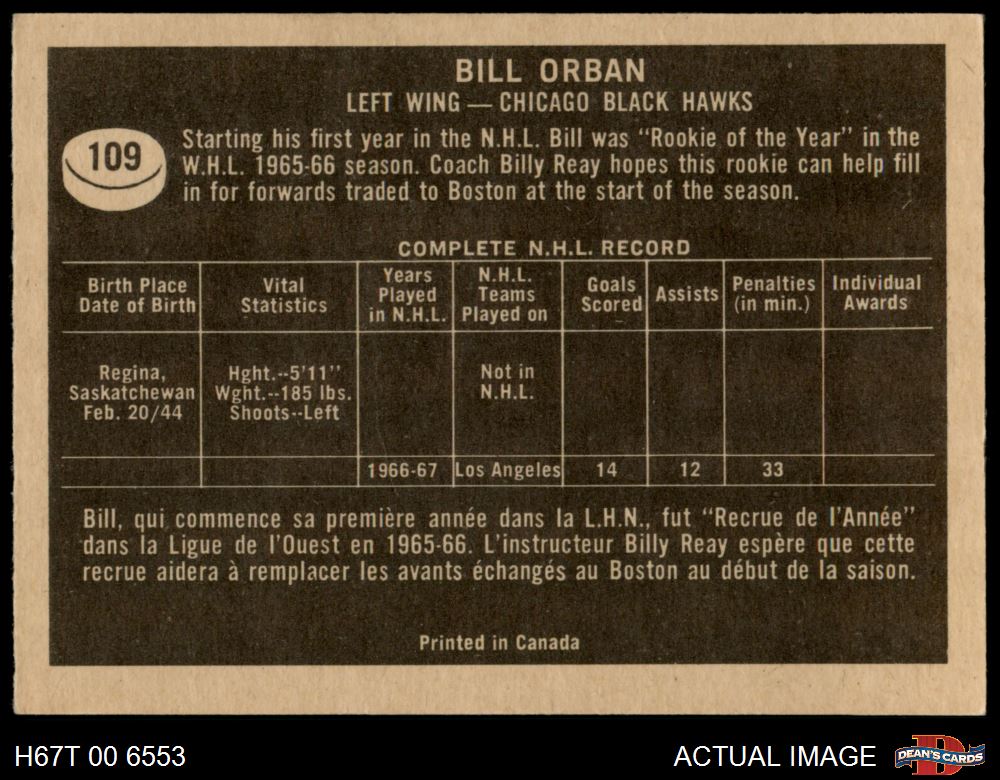 BILL ORBAN
LEFT WING — CHICAGO BLACK HAWKS
109
Starting his first year in the N.H.L. Bill was "Rookie of the Year" in the
W.H.L. 1965-66 season. Coach Billy Reay hopes this rookie can help fill
in for forwards traded to Boston at the start of the season.
COMPLETE N.H.L. RECORD
Birth Place
Date of Birth
Vital
Statistics
Years
Played
in N.H.L.
N.H.L.
Teams
Played on
Goals
Scored
Assists
Penalties
(in min.)
Individual
Awards
Regina,
Saskatchewan
Feb. 20/44
Hght.--5'11''
Wght.--185 lbs.
Shoots--Left
Not in
N.H.L.
1966-67 Los Angeles 14 12 33
Bill, qui commence sa première année dans la L.H.N., fut "Recrue de l'Année"
dans la Ligue de l'Ouest en 1965-66. L'instructeur Billy Reay espère que cette
recrue aidera à remplacer les avants échangés au Boston au début de la saison.
Printed in Canada
H67T 00 6553
ACTUAL IMAGE
DEAN'S CARDS